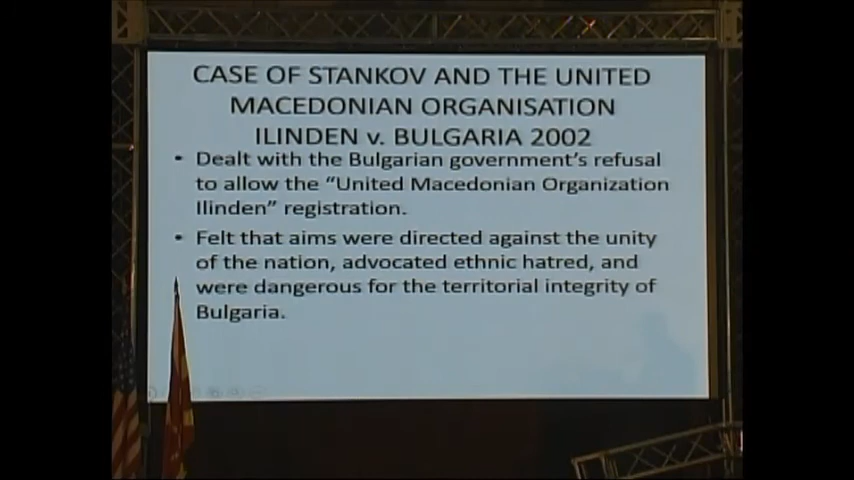 CASE OF STANKOV AND THE UNITED
MACEDONIAN ORGANISATION
ILINDEN v. BULGARIA 2002
• Dealt with the Bulgarian government's refusal
to allow the "United Macedonian Organization
Ilinden" registration.
• Felt that aims were directed against the unity
of the nation, advocated ethnic hatred, and
were dangerous for the territorial integrity of
Bulgaria.